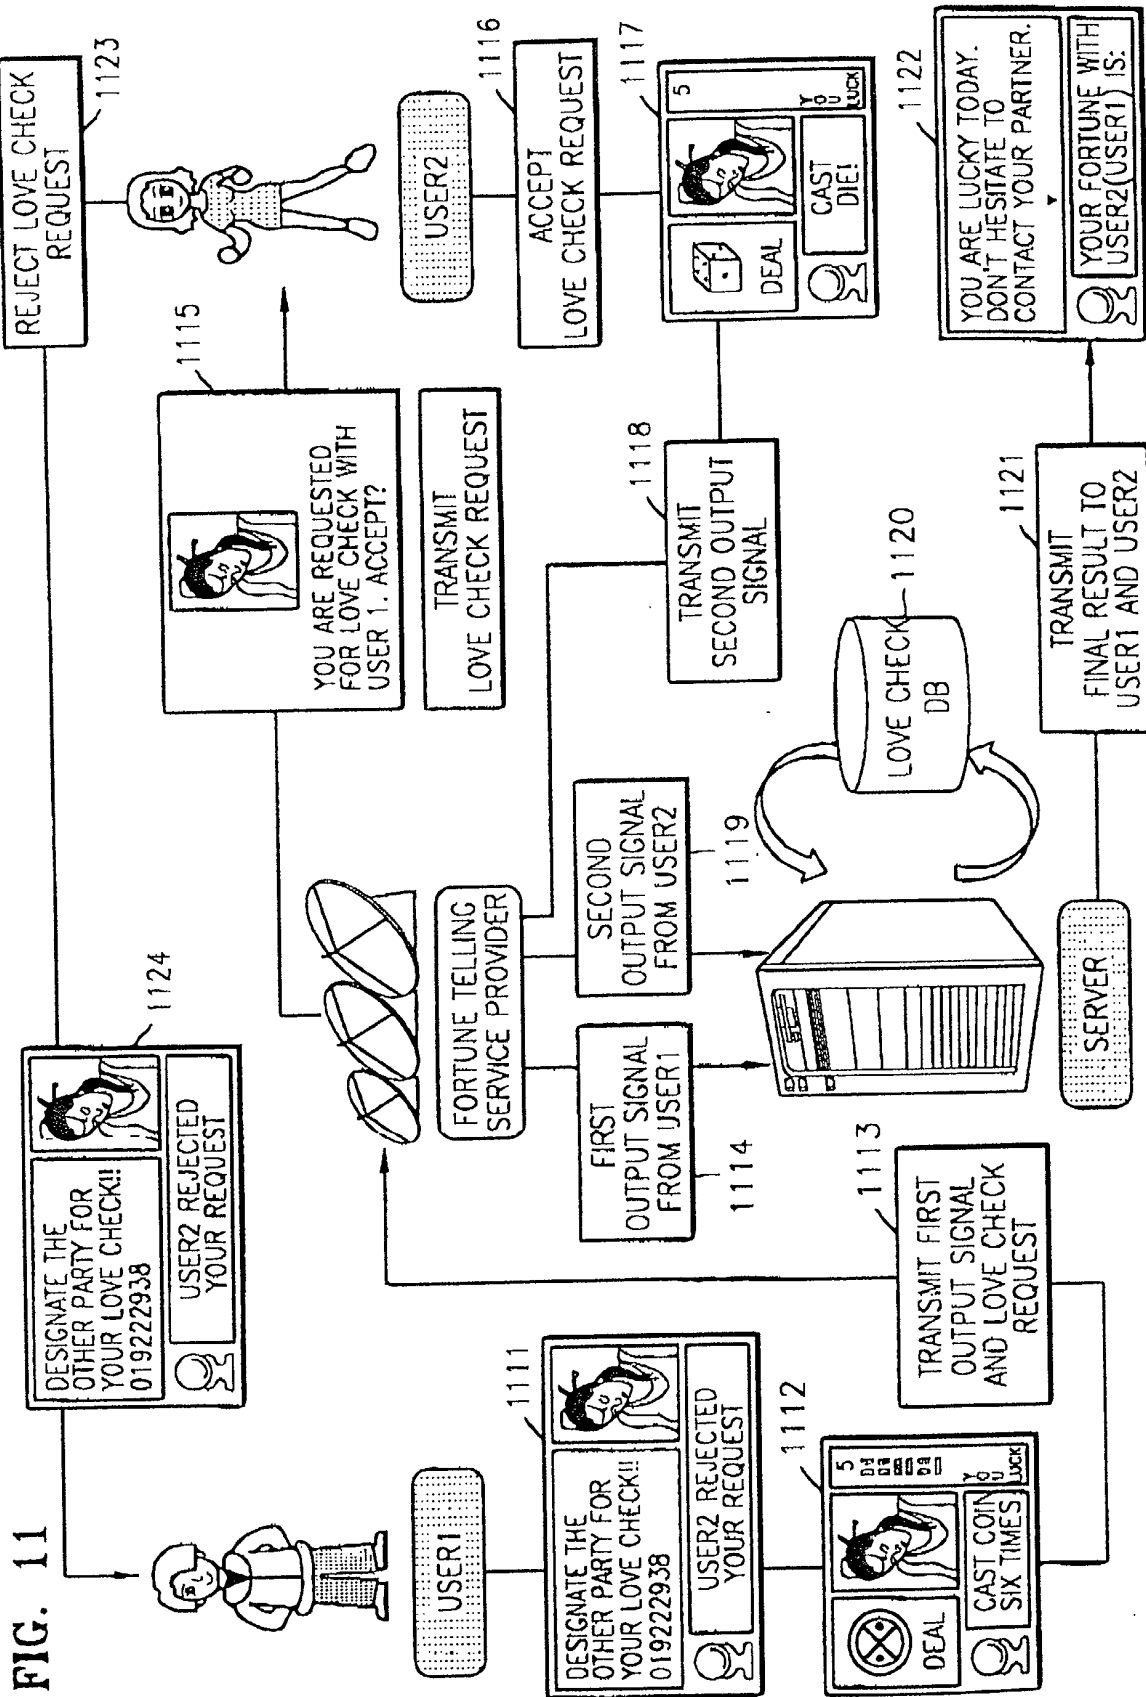 FIG. 11
USER1
DESIGNATE THE
OTHER PARTY FOR
YOUR LOVE CHECK!!
019222938
USER2 REJECTED
YOUR REQUEST
1111
DEAL
CAST COIN
SIX TIMES
5
YOU
LUCK
1112
TRANSMIT FIRST
OUTPUT SIGNAL
AND LOVE CHECK
REQUEST
1113
DESIGNATE THE
OTHER PARTY FOR
YOUR LOVE CHECK!!
019222938
USER2 REJECTED
YOUR REQUEST
1124
FORTUNE TELLING
SERVICE PROVIDER
FIRST
OUTPUT SIGNAL
FROM USER1
1114
SECOND
OUTPUT SIGNAL
FROM USER2
1119
SERVER
LOVE CHECK
DB
1120
YOU ARE REQUESTED
FOR LOVE CHECK WITH
USER 1. ACCEPT?
1115
TRANSMIT
LOVE CHECK REQUEST
TRANSMIT
SECOND OUTPUT
SIGNAL
1118
TRANSMIT
FINAL RESULT TO
USER1 AND USER2
1121
REJECT LOVE CHECK
REQUEST
1123
USER2
ACCEPT
LOVE CHECK REQUEST
1116
DEAL
CAST
DIE!
5
YOU
LUCK
1117
YOU ARE LUCKY TODAY.
DON'T HESITATE TO
CONTACT YOUR PARTNER.
YOUR FORTUNE WITH
USER2(USER1) IS:
1122